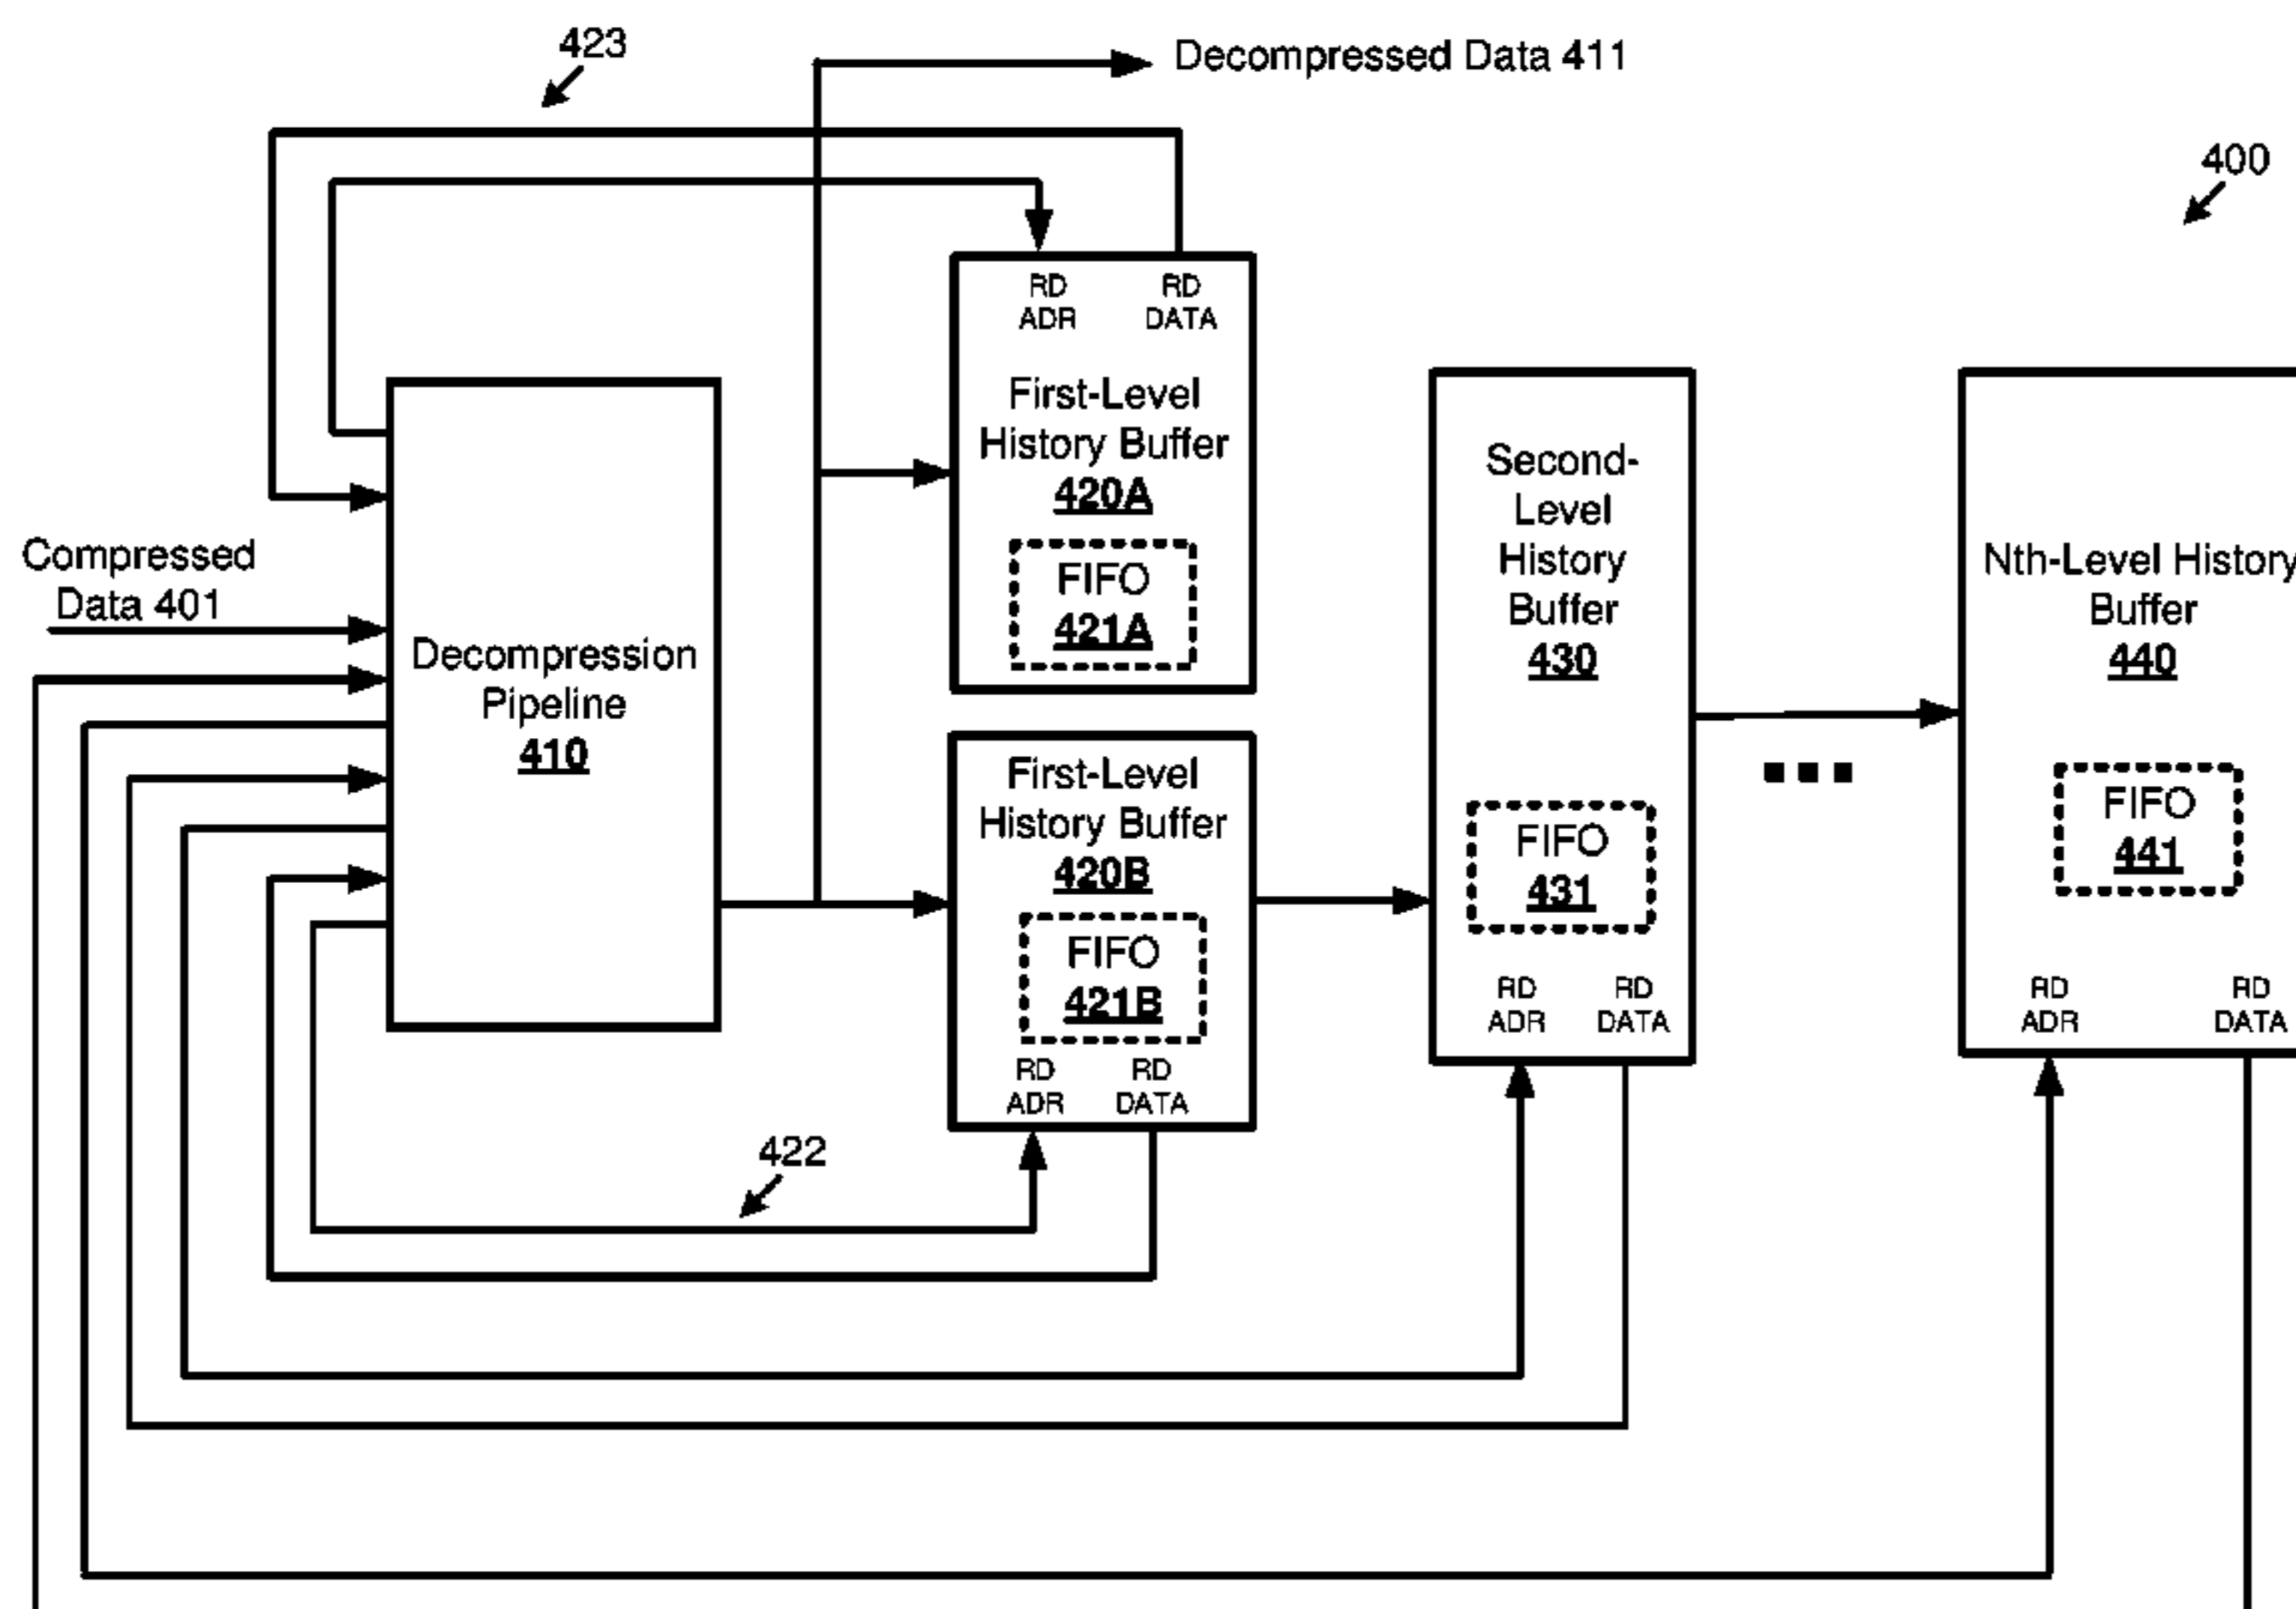 423
Decompressed Data 411
400
RD RD
ADR DATA
First-Level
History Buffer
420A
FIFO
421A
Compressed
Data 401
Decompression
Pipeline
410
First-Level
History Buffer
420B
FIFO
421B
RD RD
ADR DATA
422
Second-
Level
History
Buffer
430
FIFO
431
RD RD
ADR DATA
Nth-Level History
Buffer
440
FIFO
441
RD RD
ADR DATA